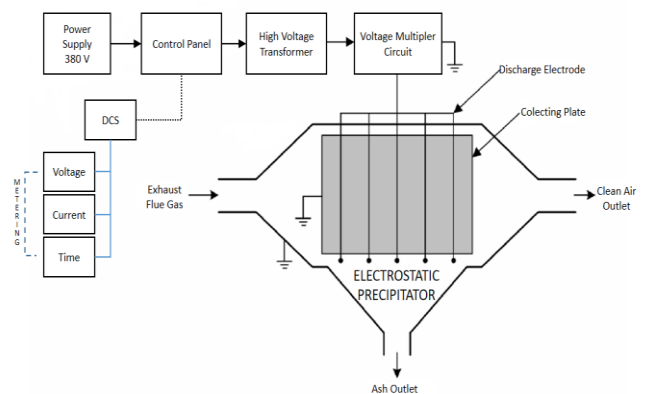 Power
Supply
380 V
Control Panel
High Voltage
Transformer
Voltage Multipler
Circuit
Discharge Electrode
Colecting Plate
DCS
Voltage
Current
Time
METERING
Exhaust
Flue Gas
Clean Air
Outlet
ELECTROSTATIC
PRECIPITATOR
Ash Outlet